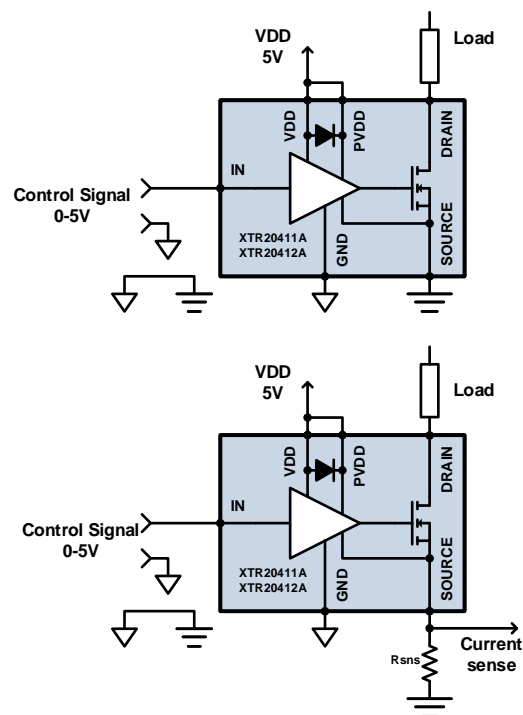 VDD
5V
Load
VDD
PVDD
DRAIN
IN
Control Signal
0-5V
XTR20411A
XTR20412A
GND
SOURCE
VDD
5V
Load
VDD
PVDD
DRAIN
IN
Control Signal
0-5V
XTR20411A
XTR20412A
GND
SOURCE
Rsns
Current
sense